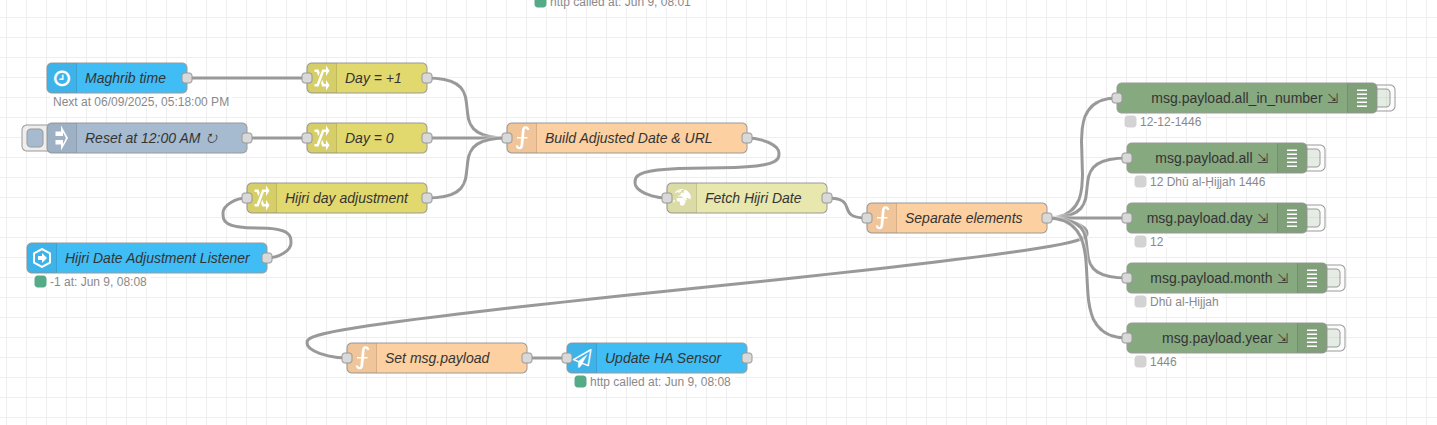 http called at: Jun 9, 08:01
Maghrib time
Next at 06/09/2025, 05:18:00 PM
Day = +1
Reset at 12:00 AM ↻
Day = 0
Build Adjusted Date & URL
Hijri day adjustment
Fetch Hijri Date
Separate elements
Hijri Date Adjustment Listener
-1 at: Jun 9, 08:08
msg.payload.all_in_number ⇲
12-12-1446
msg.payload.all ⇲
12 Dhū al-Ḥijjah 1446
msg.payload.day ⇲
12
msg.payload.month ⇲
Dhū al-Ḥijjah
msg.payload.year ⇲
1446
Set msg.payload
Update HA Sensor
http called at: Jun 9, 08:08